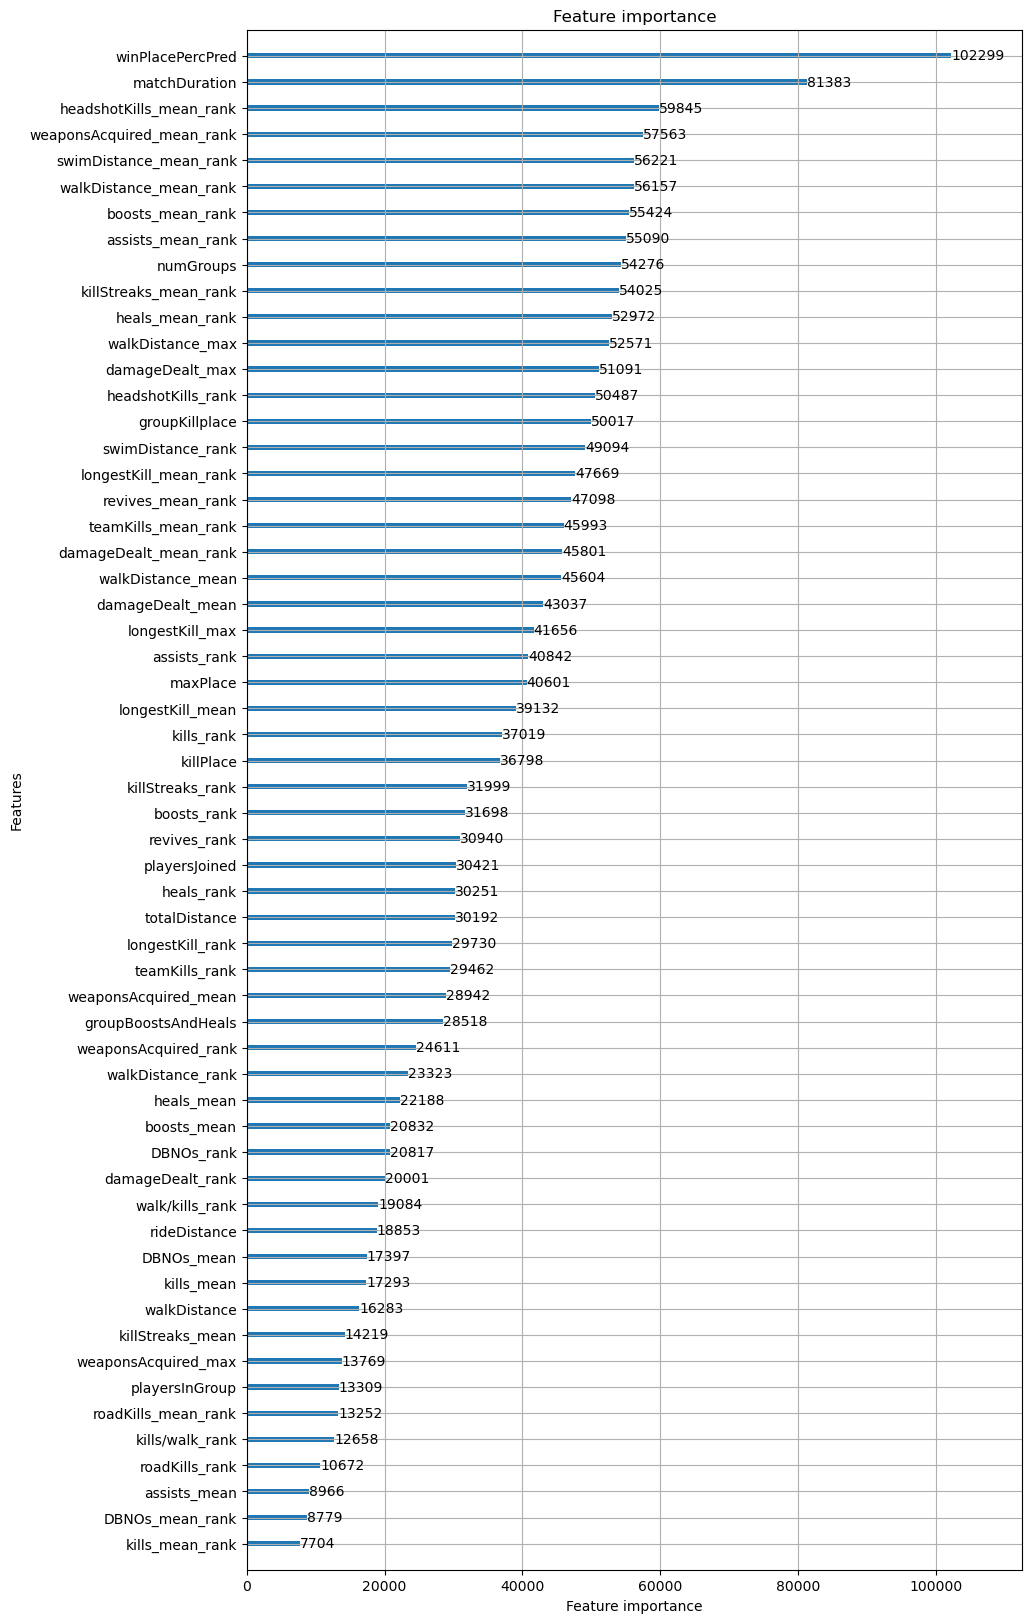 Feature importance
winPlacePercPred 102299
matchDuration 81383
headshotKills_mean_rank 59845
weaponsAcquired_mean_rank 57563
swimDistance_mean_rank 56221
walkDistance_mean_rank 56157
boosts_mean_rank 55424
assists_mean_rank 55090
numGroups 54276
killStreaks_mean_rank 54025
heals_mean_rank 52972
walkDistance_max 52571
damageDealt_max 51091
headshotKills_rank 50487
groupKillplace 50017
swimDistance_rank 49094
longestKill_mean_rank 47669
revives_mean_rank 47098
teamKills_mean_rank 45993
damageDealt_mean_rank 45801
walkDistance_mean 45604
damageDealt_mean 43037
longestKill_max 41656
assists_rank 40842
maxPlace 40601
longestKill_mean 39132
kills_rank 37019
killPlace 36798
killStreaks_rank 31999
boosts_rank 31698
revives_rank 30940
playersJoined 30421
heals_rank 30251
totalDistance 30192
longestKill_rank 29730
teamKills_rank 29462
weaponsAcquired_mean 28942
groupBoostsAndHeals 28518
weaponsAcquired_rank 24611
walkDistance_rank 23323
heals_mean 22188
boosts_mean 20832
DBNOs_rank 20817
damageDealt_rank 20001
walk/kills_rank 19084
rideDistance 18853
DBNOs_mean 17397
kills_mean 17293
walkDistance 16283
killStreaks_mean 14219
weaponsAcquired_max 13769
playersInGroup 13309
roadKills_mean_rank 13252
kills/walk_rank 12658
roadKills_rank 10672
assists_mean 8966
DBNOs_mean_rank 8779
kills_mean_rank 7704
Features
0 20000 40000 60000 80000 100000
Feature importance